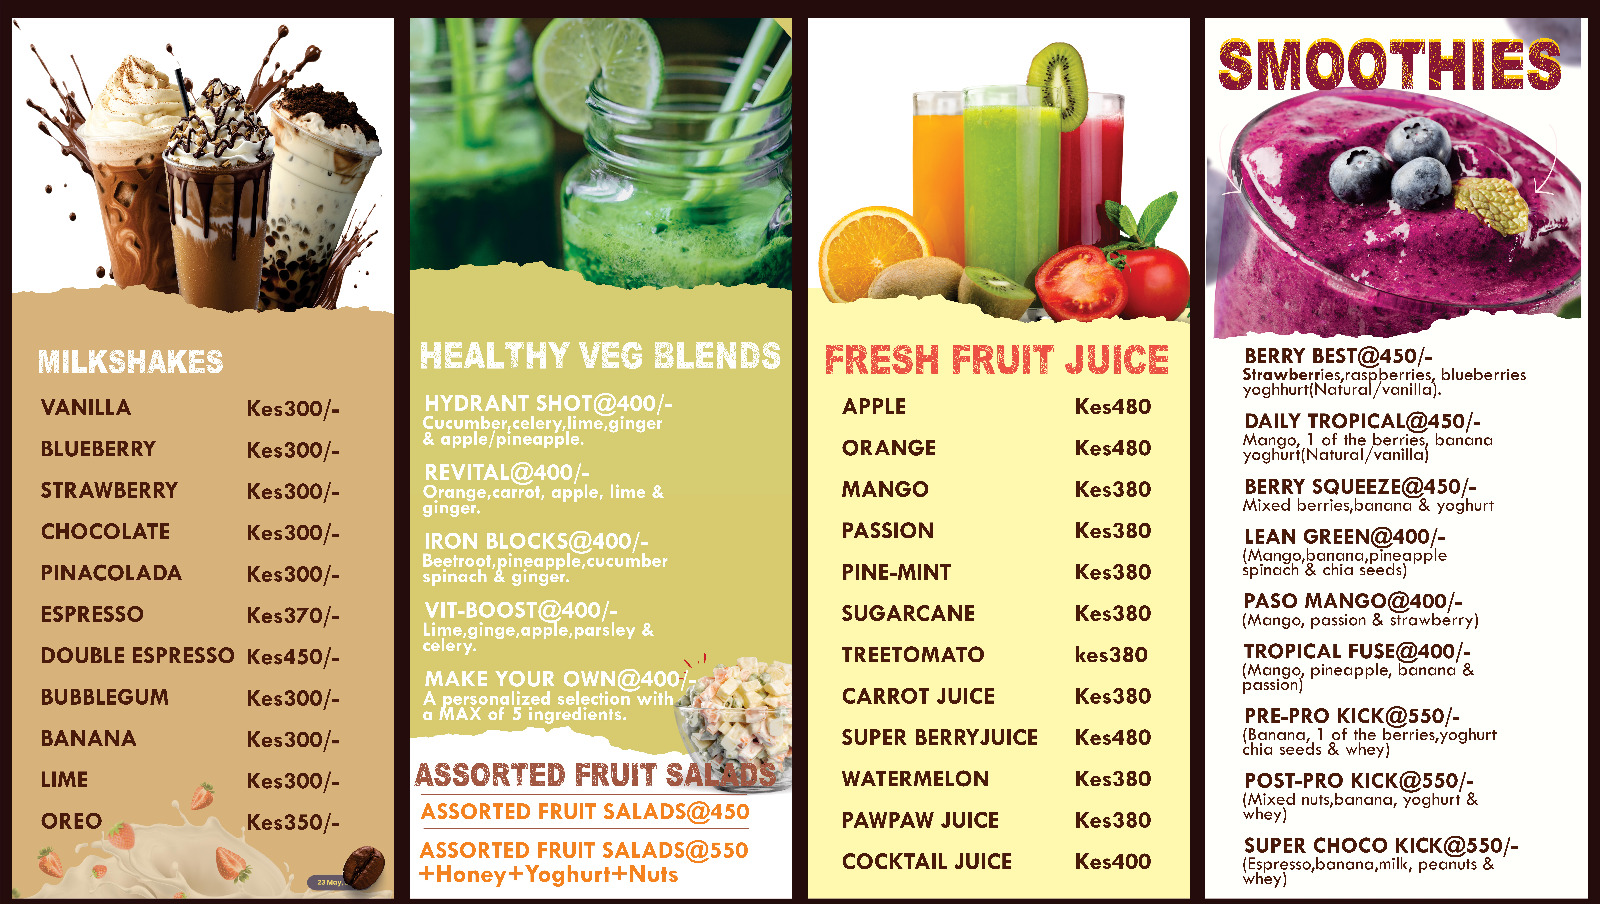 MILKSHAKES
VANILLA Kes300/-
BLUEBERRY Kes300/-
STRAWBERRY Kes300/-
CHOCOLATE Kes300/-
PINACOLADA Kes300/-
ESPRESSO Kes370/-
DOUBLE ESPRESSO Kes450/-
BUBBLEGUM Kes300/-
BANANA Kes300/-
LIME Kes300/-
OREO Kes350/-
23 May,
HEALTHY VEG BLENDS
HYDRANT SHOT@400/-
Cucumber,celery,lime,ginger
& apple/pineapple.
REVITAL@400/-
Orange,carrot, apple, lime &
ginger.
IRON BLOCKS@400/-
Beetroot,pineapple,cucumber
spinach & ginger.
VIT-BOOST@400/-
Lime,ginge,apple,parsley &
celery.
MAKE YOUR OWN@400/-
A personalized selection with
a MAX of 5 ingredients.
ASSORTED FRUIT SALADS
ASSORTED FRUIT SALADS@450
ASSORTED FRUIT SALADS@550
+Honey+Yoghurt+Nuts
FRESH FRUIT JUICE
APPLE Kes480
ORANGE Kes480
MANGO Kes380
PASSION Kes380
PINE-MINT Kes380
SUGARCANE Kes380
TREETOMATO kes380
CARROT JUICE Kes380
SUPER BERRYJUICE Kes480
WATERMELON Kes380
PAWPAW JUICE Kes380
COCKTAIL JUICE Kes400
SMOOTHIES
BERRY BEST@450/-
Strawberries,raspberries, blueberries
yoghhurt(Natural/vanilla).
DAILY TROPICAL@450/-
Mango, 1 of the berries, banana
yoghurt(Natural/vanilla)
BERRY SQUEEZE@450/-
Mixed berries,banana & yoghurt
LEAN GREEN@400/-
(Mango,banana,pineapple
spinach & chia seeds)
PASO MANGO@400/-
(Mango, passion & strawberry)
TROPICAL FUSE@400/-
(Mango, pineapple, banana &
passion)
PRE-PRO KICK@550/-
(Banana, 1 of the berries,yoghurt
chia seeds & whey)
POST-PRO KICK@550/-
(Mixed nuts,banana, yoghurt &
whey)
SUPER CHOCO KICK@550/-
(Espresso,banana,milk, peanuts &
whey)